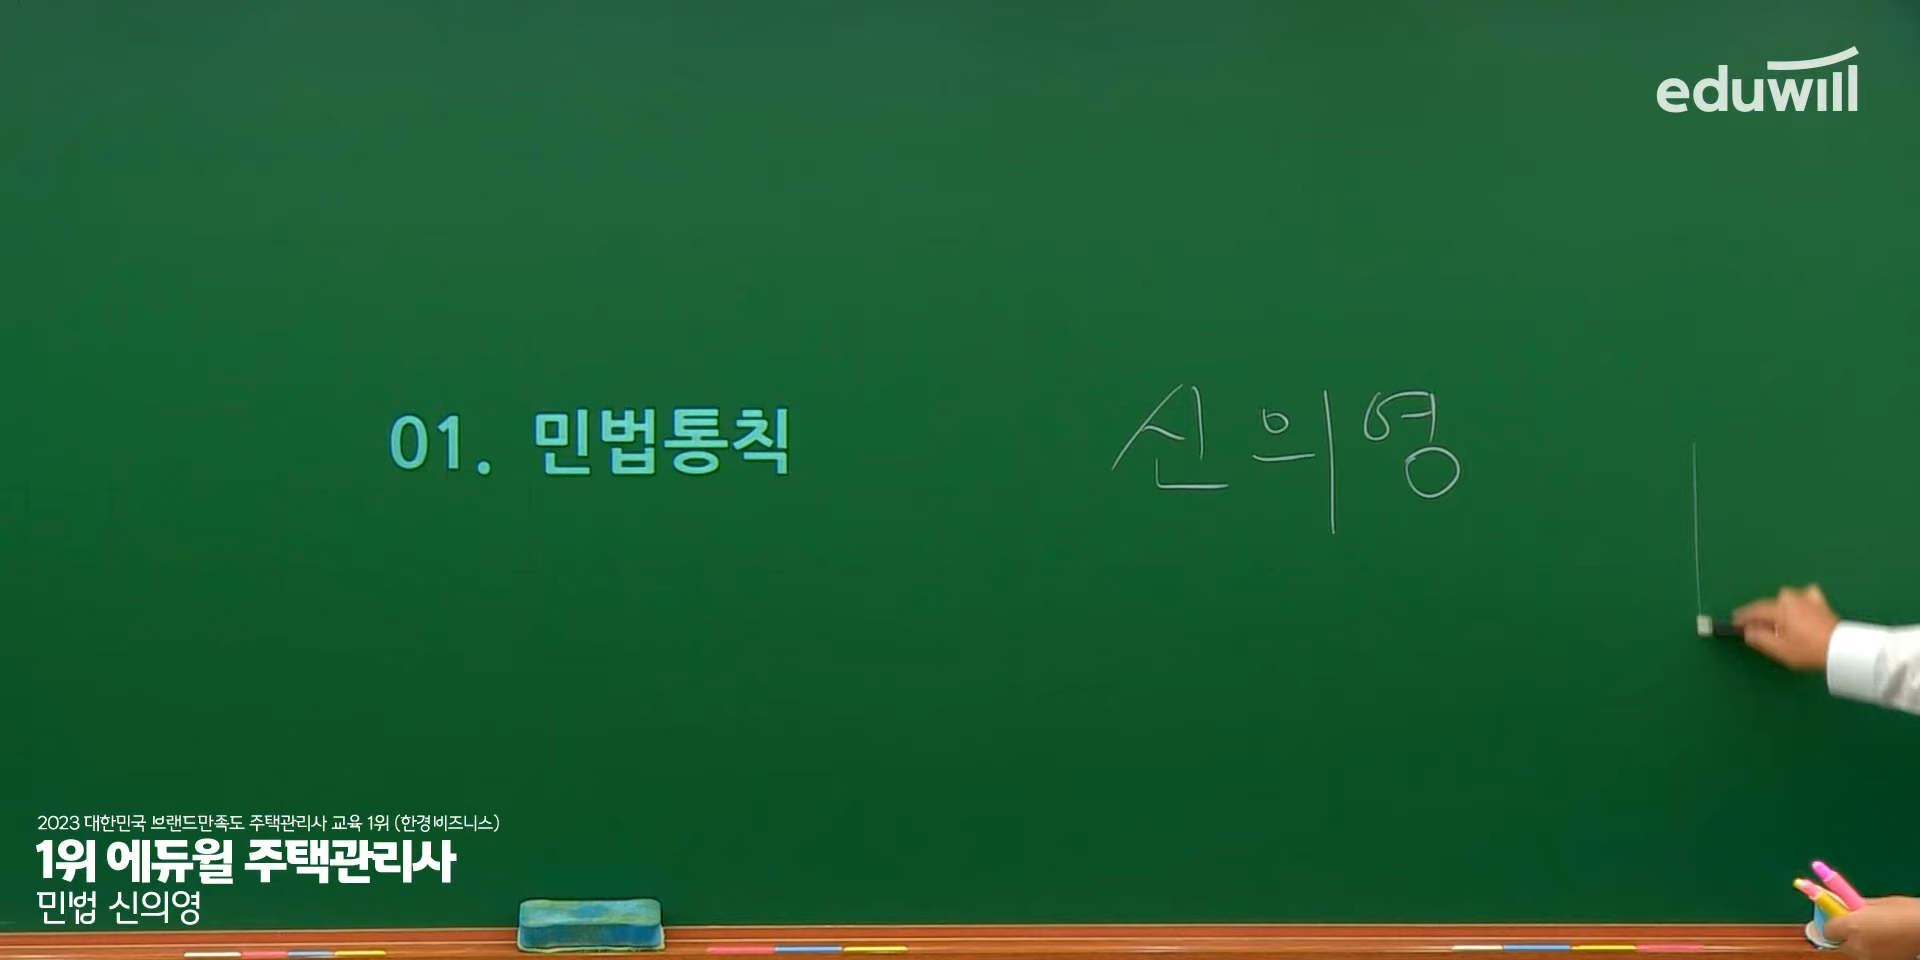 eduwill
01. 민법통칙
신의영
2023 대한민국 브랜드만족도 주택관리사 교육 1위 (한경비즈니스)
1위 에듀윌 주택관리사
민법 신의영